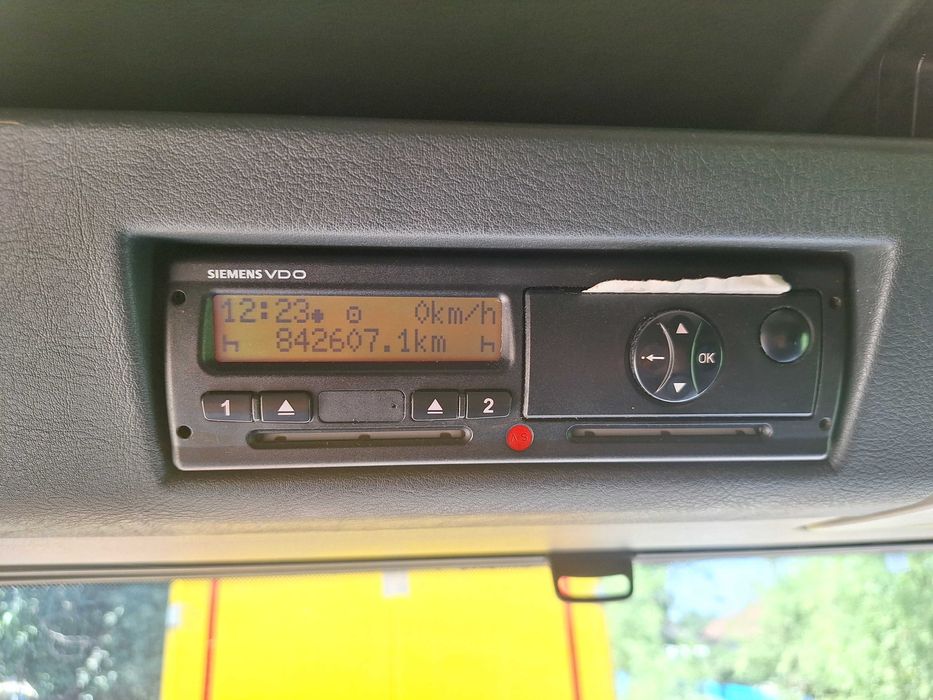 SIEMENS VDO
12:23 0km/h
842607.1km
1 2
OK